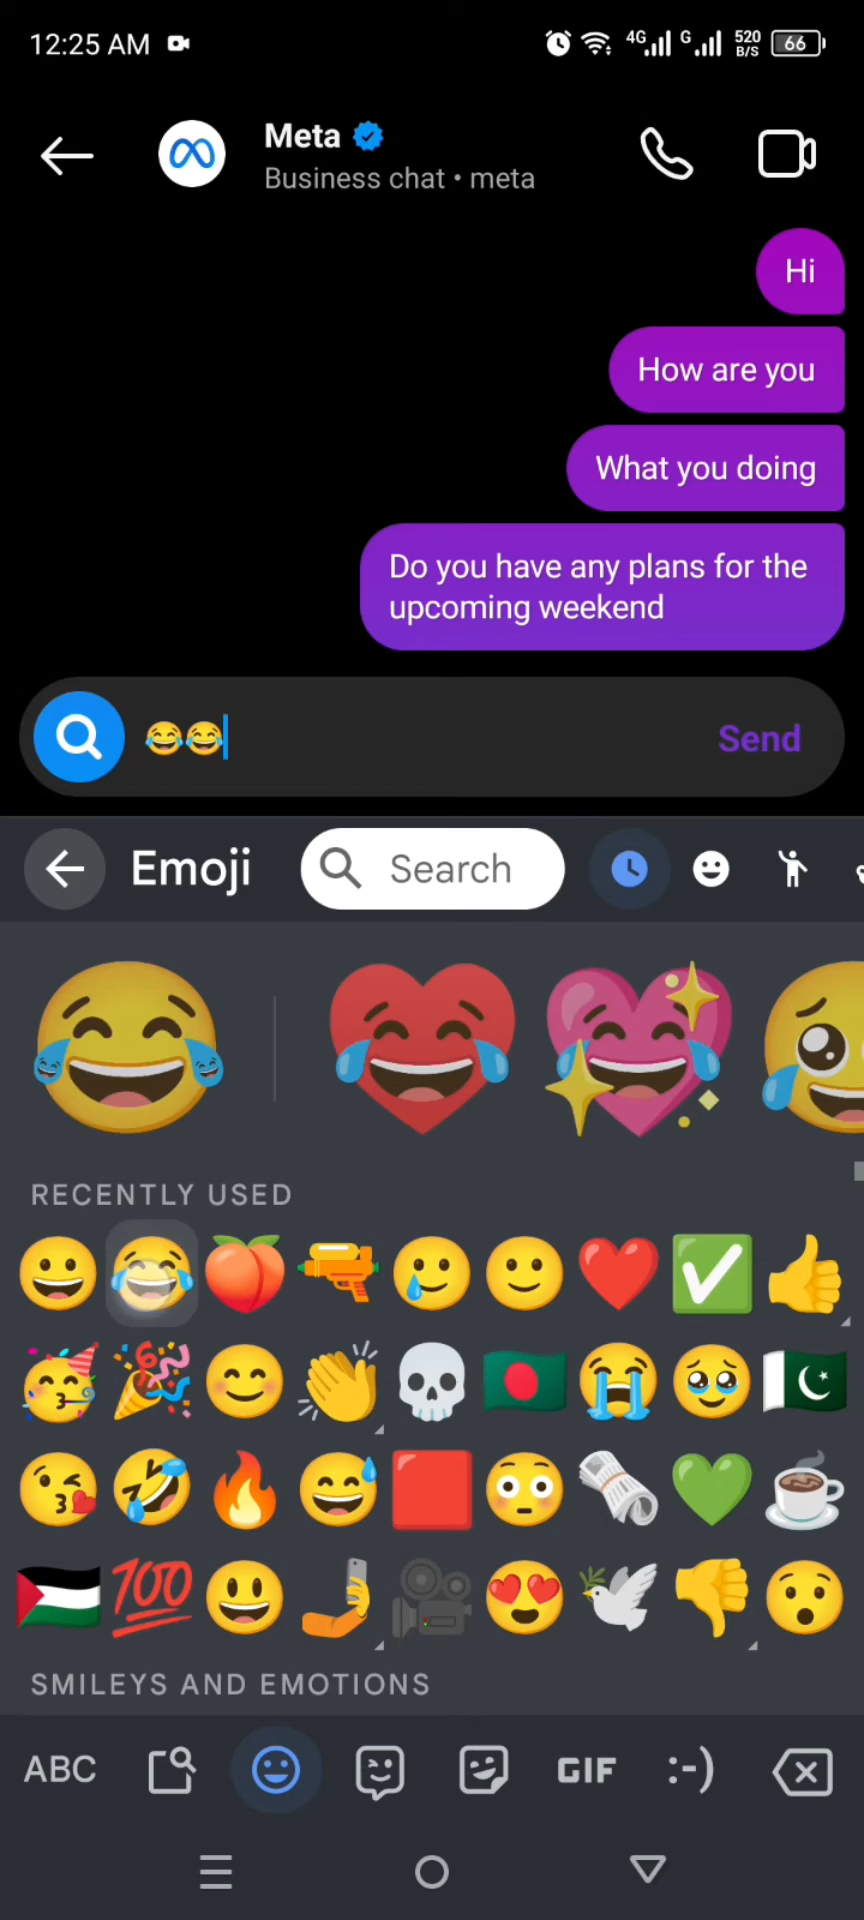 12:25 AM 4G G 520 B/S 66
Meta
Business chat • meta
Hi
How are you
What you doing
Do you have any plans for the
upcoming weekend
😂😂 Send
Emoji Search
RECENTLY USED
SMILEYS AND EMOTIONS
ABC GIF :-)